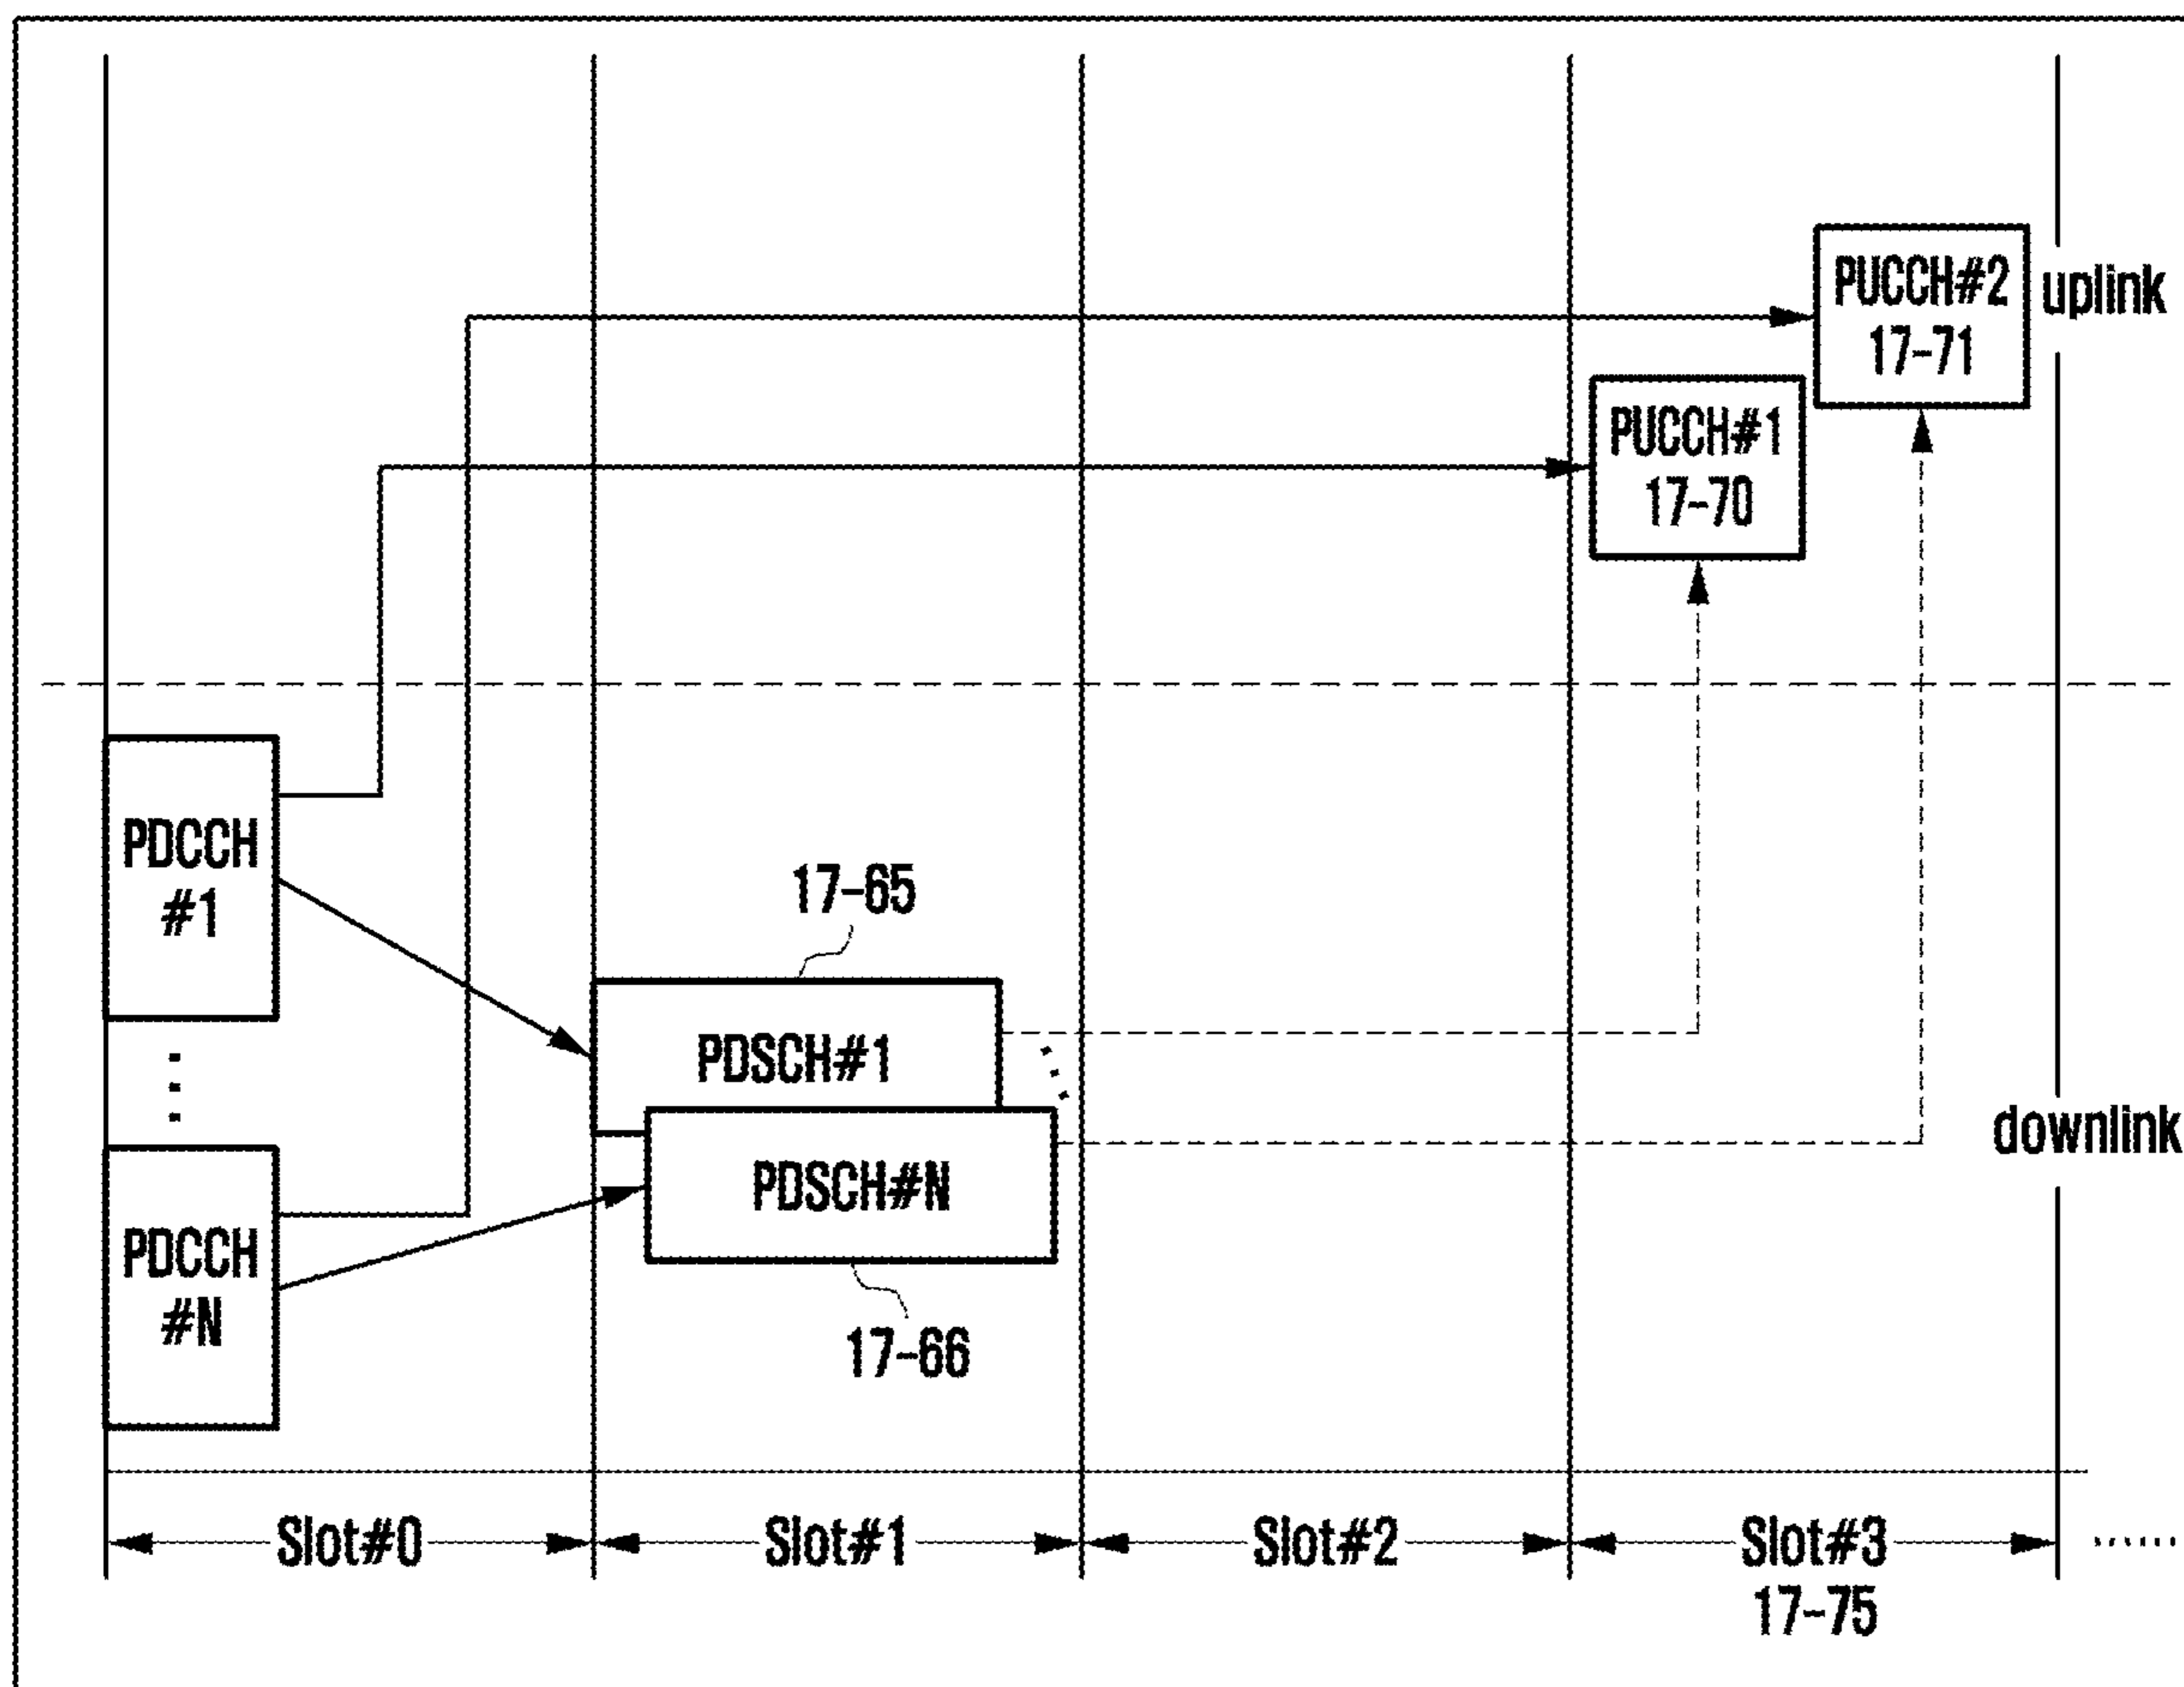 PUCCH#2
17-71
uplink
PUCCH#1
17-70
PDCCH
#1
17-65
PDSCH#1
downlink
PDSCH#N
PDCCH
#N
17-66
Slot#0
Slot#1
Slot#2
Slot#3
17-75